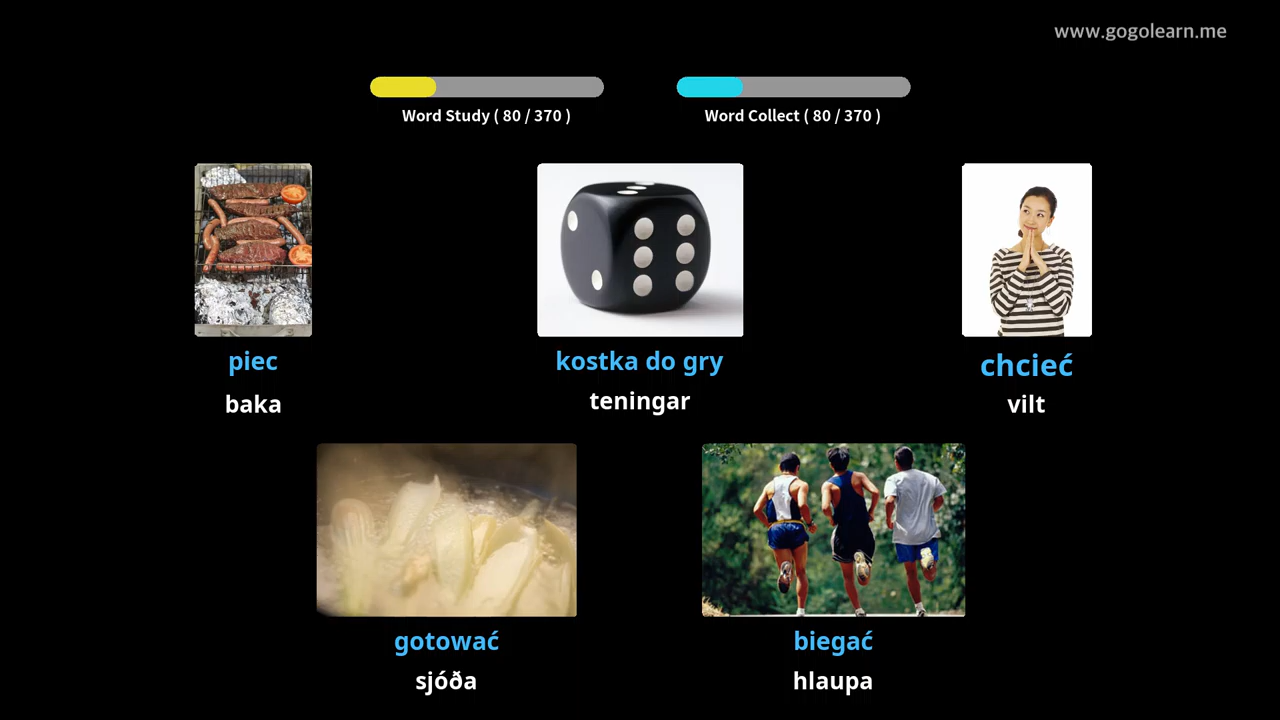 www.gogolearn.me
Word Study ( 80 / 370 )
Word Collect ( 80 / 370 )
piec
kostka do gry
chcieć
baka
teningar
vilt
gotować
biegać
sjóða
hlaupa